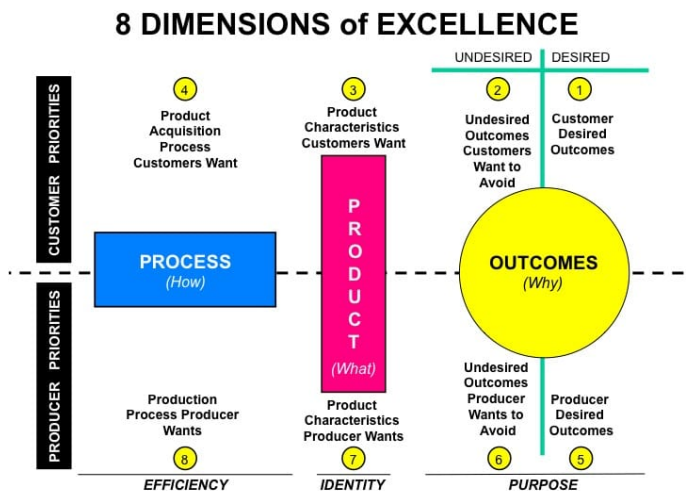 8 DIMENSIONS of EXCELLENCE
UNDESIRED
DESIRED
CUSTOMER PRIORITIES
4
Product
Acquisition
Process
Customers Want
3
Product
Characteristics
Customers Want
2
Undesired
Outcomes
Customers
Want to
Avoid
1
Customer
Desired
Outcomes
PROCESS
(How)
PRODUCT
(What)
OUTCOMES
(Why)
PRODUCER PRIORITIES
Production
Process Producer
Wants
8
Product
Characteristics
Producer Wants
7
Undesired
Outcomes
Producer
Wants to
Avoid
6
Producer
Desired
Outcomes
5
EFFICIENCY
IDENTITY
PURPOSE